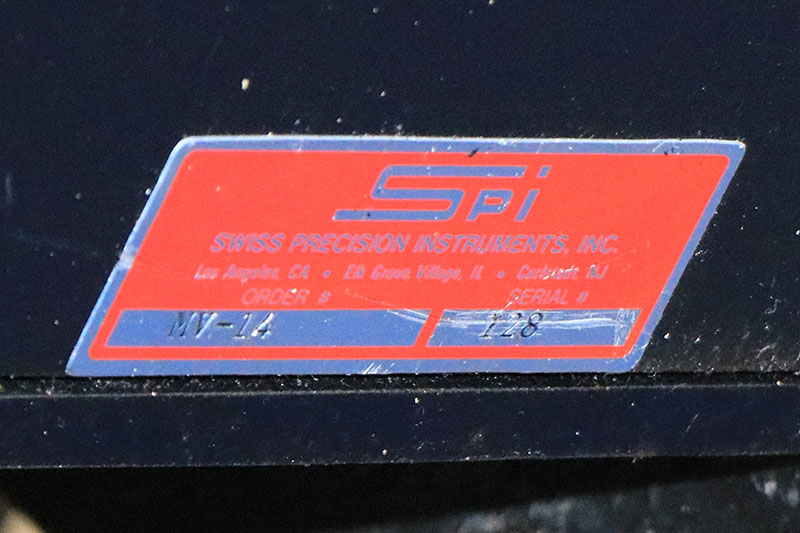 SPi
SWISS PRECISION INSTRUMENTS, INC.
Los Angeles, CA • Elk Grove Village, IL • Carlstadt, NJ
ORDER # SERIAL #
MV-14 128